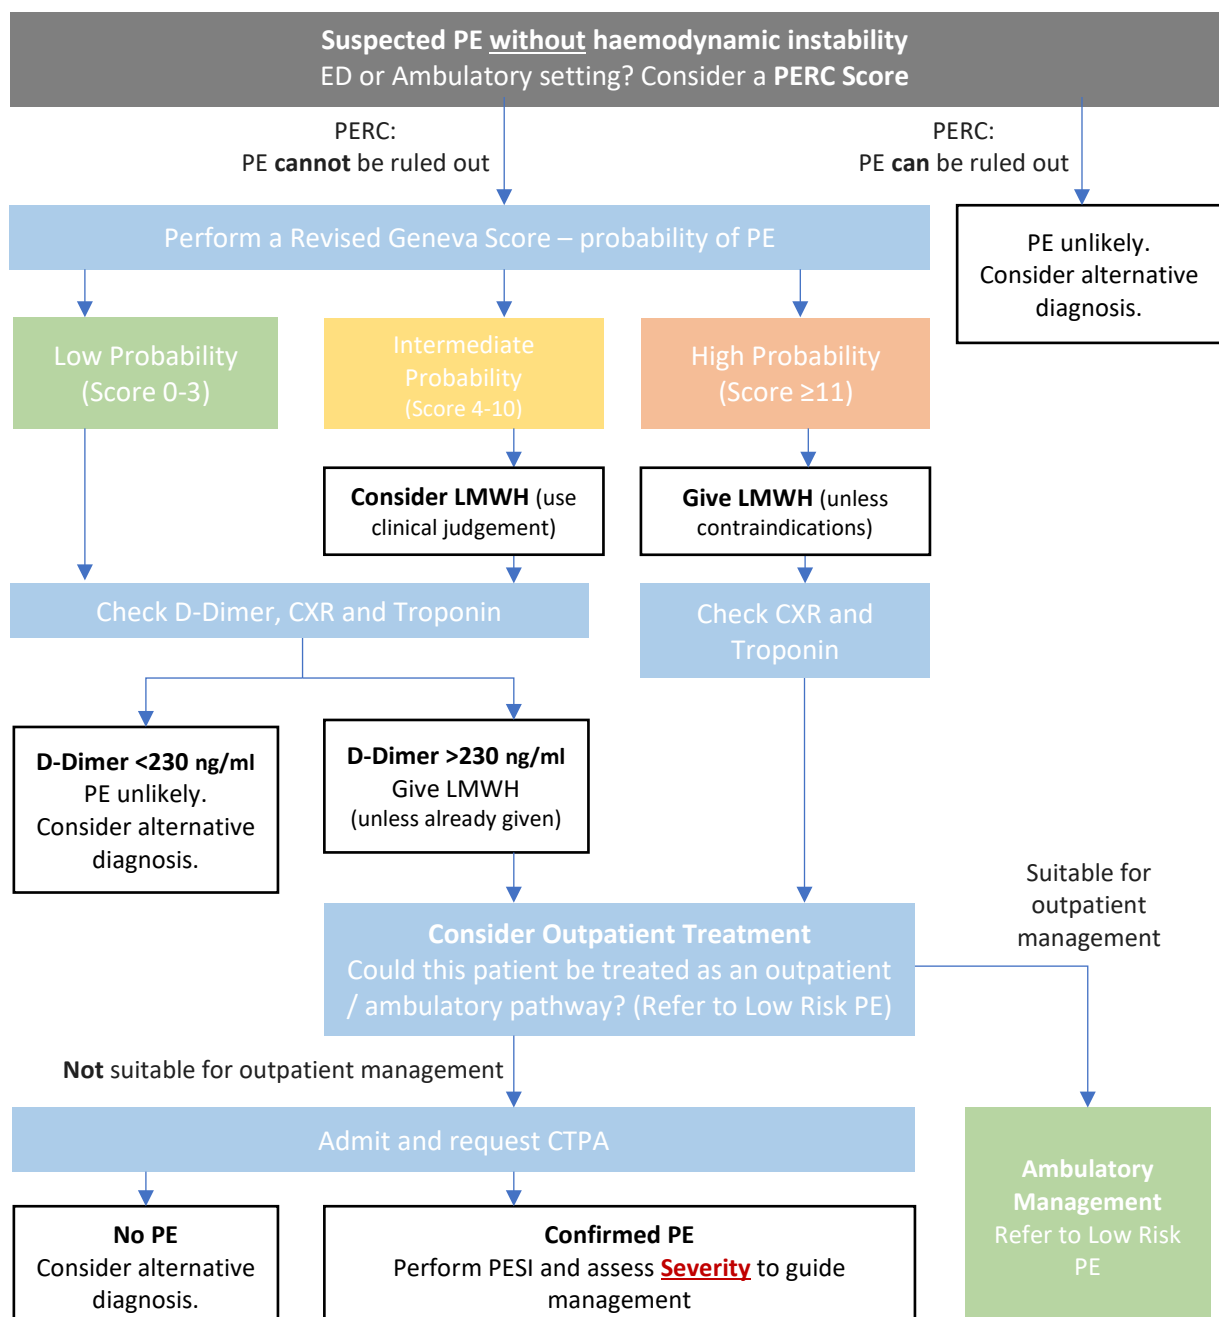 Suspected PE without haemodynamic instability
ED or Ambulatory setting? Consider a PERC Score
PERC:
PE cannot be ruled out
PERC:
PE can be ruled out
Perform a Revised Geneva Score – probability of PE
PE unlikely.
Consider alternative
diagnosis.
Low Probability
(Score 0-3)
Intermediate
Probability
(Score 4-10)
High Probability
(Score ≥11)
Consider LMWH (use
clinical judgement)
Give LMWH (unless
contraindications)
Check D-Dimer, CXR and Troponin
Check CXR and
Troponin
D-Dimer <230 ng/ml
PE unlikely.
Consider alternative
diagnosis.
D-Dimer >230 ng/ml
Give LMWH
(unless already given)
Suitable for
outpatient
management
Consider Outpatient Treatment
Could this patient be treated as an outpatient
/ ambulatory pathway? (Refer to Low Risk PE)
Not suitable for outpatient management
Admit and request CTPA
Ambulatory
Management
Refer to Low Risk
PE
No PE
Consider alternative
diagnosis.
Confirmed PE
Perform PESI and assess Severity to guide
management